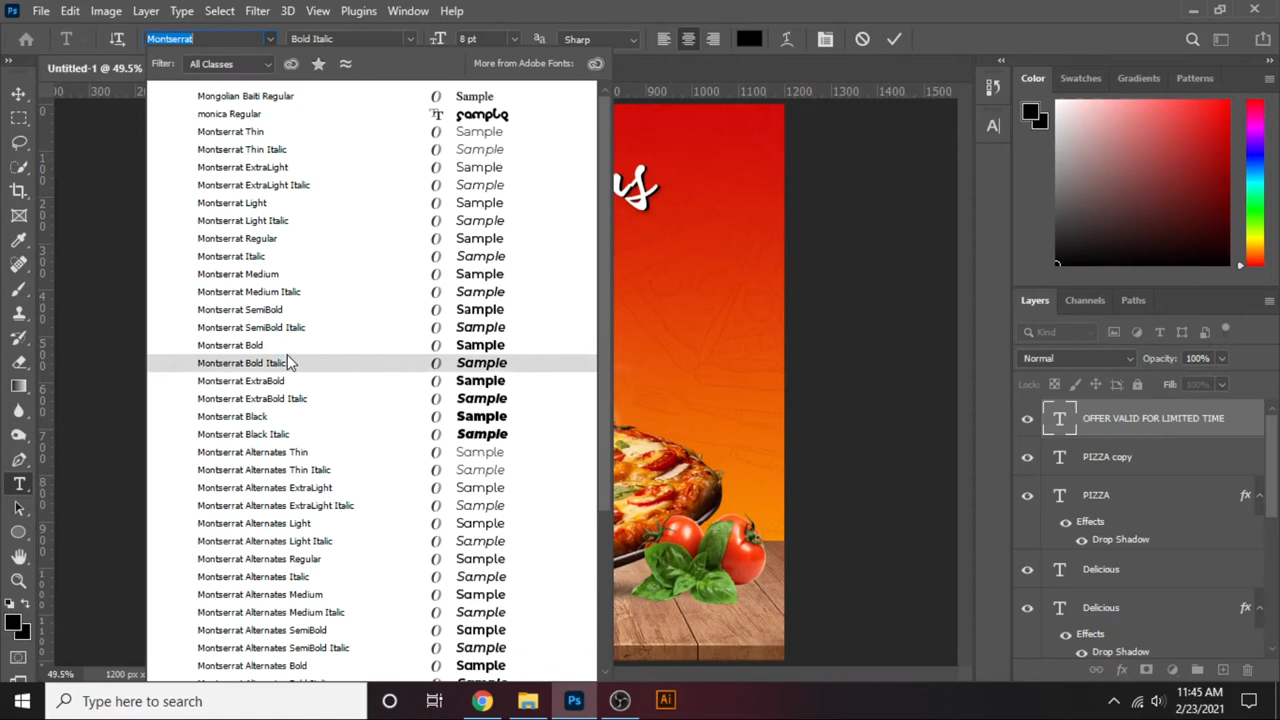 Ps File Edit Image Layer Type Select Filter 3D View Plugins Window Help
Montserrat Bold Italic 8 pt Sharp
Filter: All Classes More from Adobe Fonts:
Untitled-1 @ 49.5%
300 200 100 900 1000 1100 1200 1300 1400 1500
Mongolian Baiti Regular Sample
monica Regular sample
Montserrat Thin Sample
Montserrat Thin Italic Sample
Montserrat ExtraLight Sample
Montserrat ExtraLight Italic Sample
Montserrat Light Sample
Montserrat Light Italic Sample
Montserrat Regular Sample
Montserrat Italic Sample
Montserrat Medium Sample
Montserrat Medium Italic Sample
Montserrat SemiBold Sample
Montserrat SemiBold Italic Sample
Montserrat Bold Sample
Montserrat Bold Italic Sample
Montserrat ExtraBold Sample
Montserrat ExtraBold Italic Sample
Montserrat Black Sample
Montserrat Black Italic Sample
Montserrat Alternates Thin Sample
Montserrat Alternates Thin Italic Sample
Montserrat Alternates ExtraLight Sample
Montserrat Alternates ExtraLight Italic Sample
Montserrat Alternates Light Sample
Montserrat Alternates Light Italic Sample
Montserrat Alternates Regular Sample
Montserrat Alternates Italic Sample
Montserrat Alternates Medium Sample
Montserrat Alternates Medium Italic Sample
Montserrat Alternates SemiBold Sample
Montserrat Alternates SemiBold Italic Sample
Montserrat Alternates Bold Sample
us
Color Swatches Gradients Patterns
Layers Channels Paths
Kind
Normal Opacity: 100%
Lock: Fill: 100%
OFFER VALID FOR LIMITED TIME
PIZZA copy
PIZZA fx
Effects
Drop Shadow
Delicious
Delicious fx
Effects
Drop Shadow
49.5% 1200 px
Type here to search
Ps Ai
11:45 AM
2/23/2021